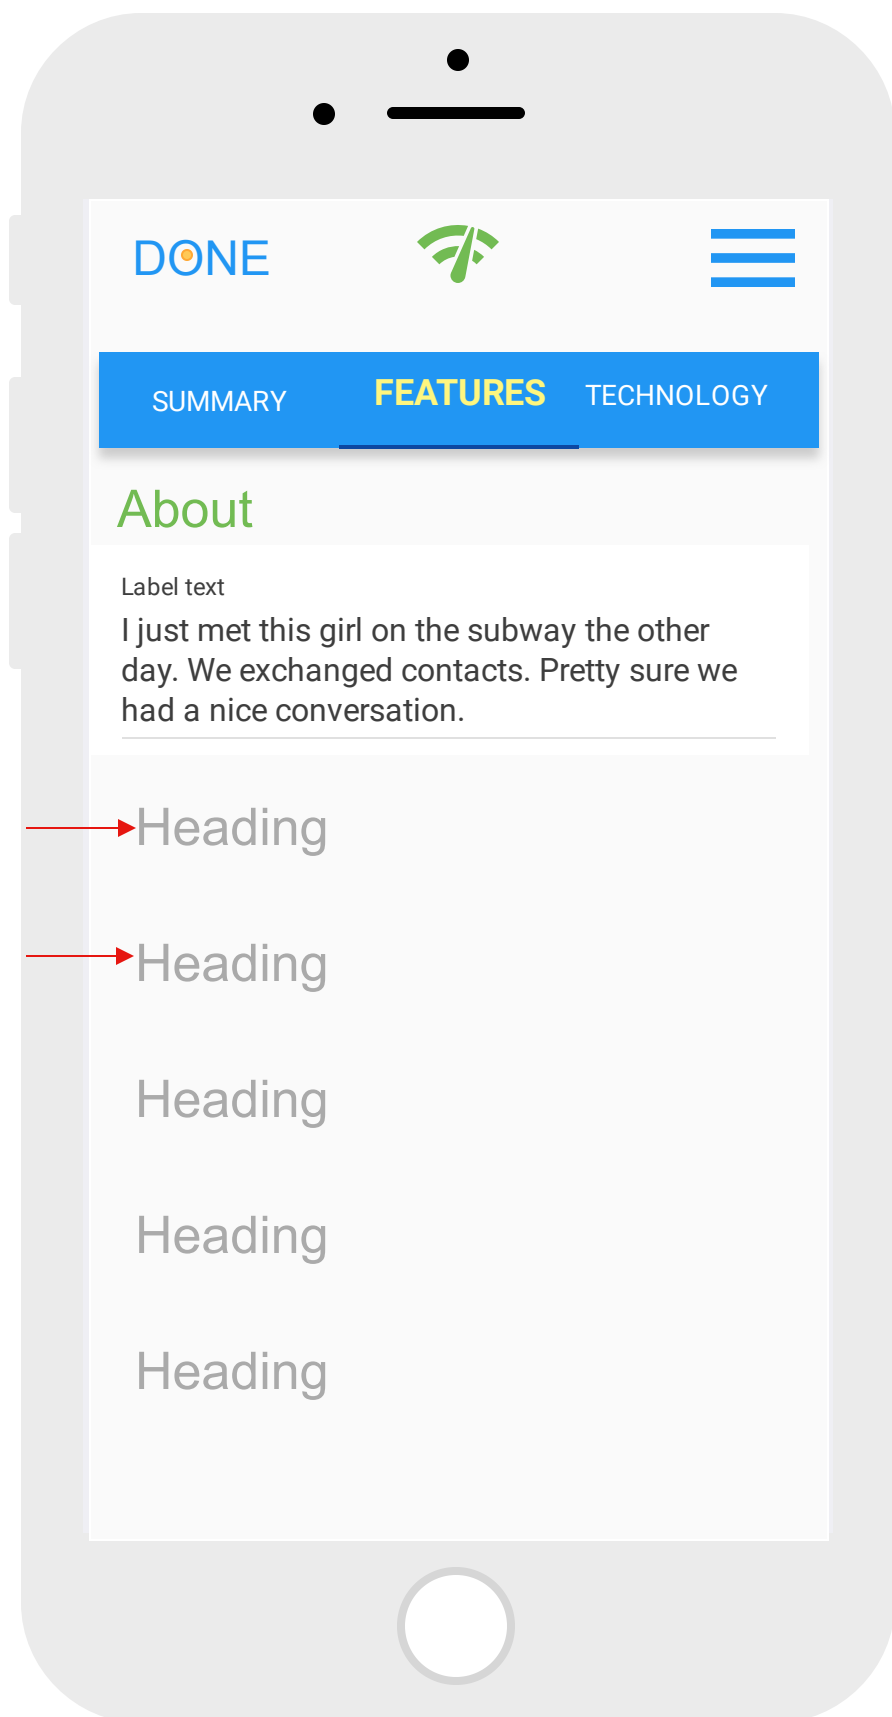 DONE
SUMMARY
FEATURES
TECHNOLOGY
About
Label text
I just met this girl on the subway the other
day. We exchanged contacts. Pretty sure we
had a nice conversation.
Heading
Heading
Heading
Heading
Heading